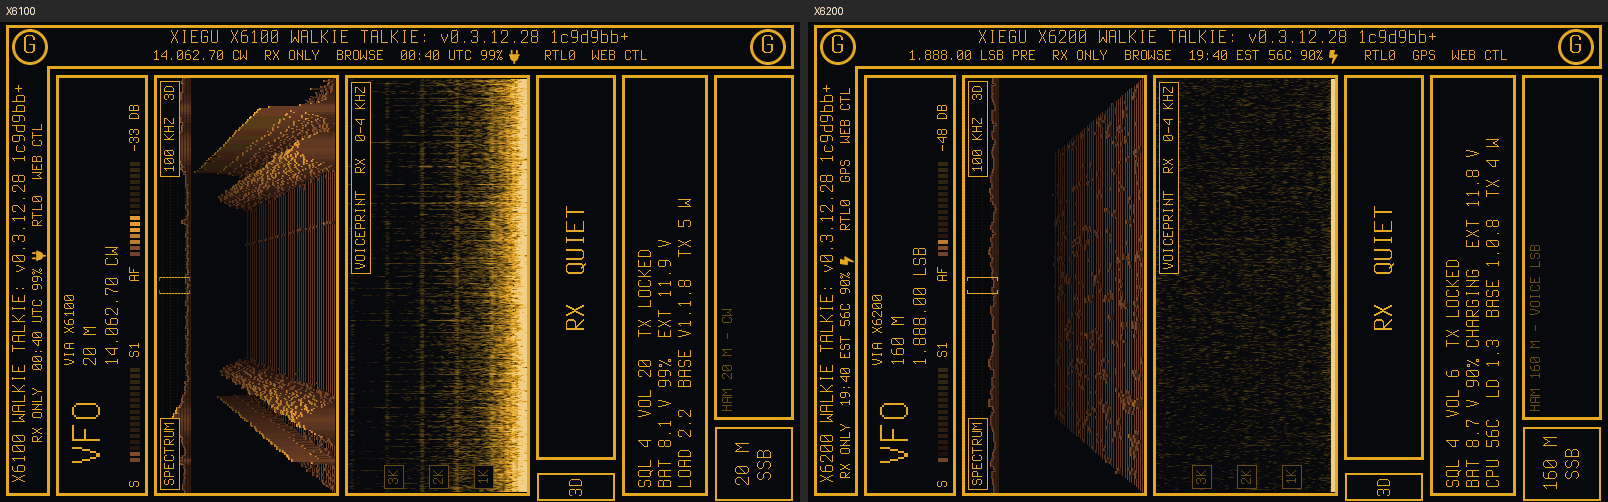 X6100
G
XIEGU X6100 WALKIE TALKIE: v0.3.12.28 1c9d9bb+
14.062.70 CW RX ONLY BROWSE 00:40 UTC 99% RTL0 WEB CTL
G
X6100 WALKIE TALKIE: v0.3.12.28 1c9d9bb+
RX ONLY 00:40 UTC 99% RTL0 WEB CTL
WFO
VIA X6100
20 M
14.062.70 CW
S S1 AF -33 DB
SPECTRUM
100 KHZ 3D
VOICEPRINT RX 0-4 KHZ
3K
2K
1K
RX QUIET
3D
SQL 4 VOL 20 TX LOCKED
BAT 8.1 V 99% EXT 11.9 V
LOAD 2.2 BASE V1.1.8 TX 5 W
HAM 20 M - CW
20 M
SSB
X6200
G
XIEGU X6200 WALKIE TALKIE: v0.3.12.28 1c9d9bb+
1.888.00 LSB PRE RX ONLY BROWSE 19:40 EST 56C 90% RTL0 GPS WEB CTL
G
X6200 WALKIE TALKIE: v0.3.12.28 1c9d9bb+
RX ONLY 19:40 EST 56C 90% RTL0 GPS WEB CTL
WFO
VIA X6200
160 M
1.888.00 LSB
S S1 AF -48 DB
SPECTRUM
100 KHZ 3D
VOICEPRINT RX 0-4 KHZ
3K
2K
1K
RX QUIET
3D
SQL 4 VOL 6 TX LOCKED
BAT 8.7 V 90% CHARGING EXT 11.8 V
CPU 56C LD 1.3 BASE 1.0.8 TX 4 W
HAM 160 M - VOICE LSB
160 M
SSB